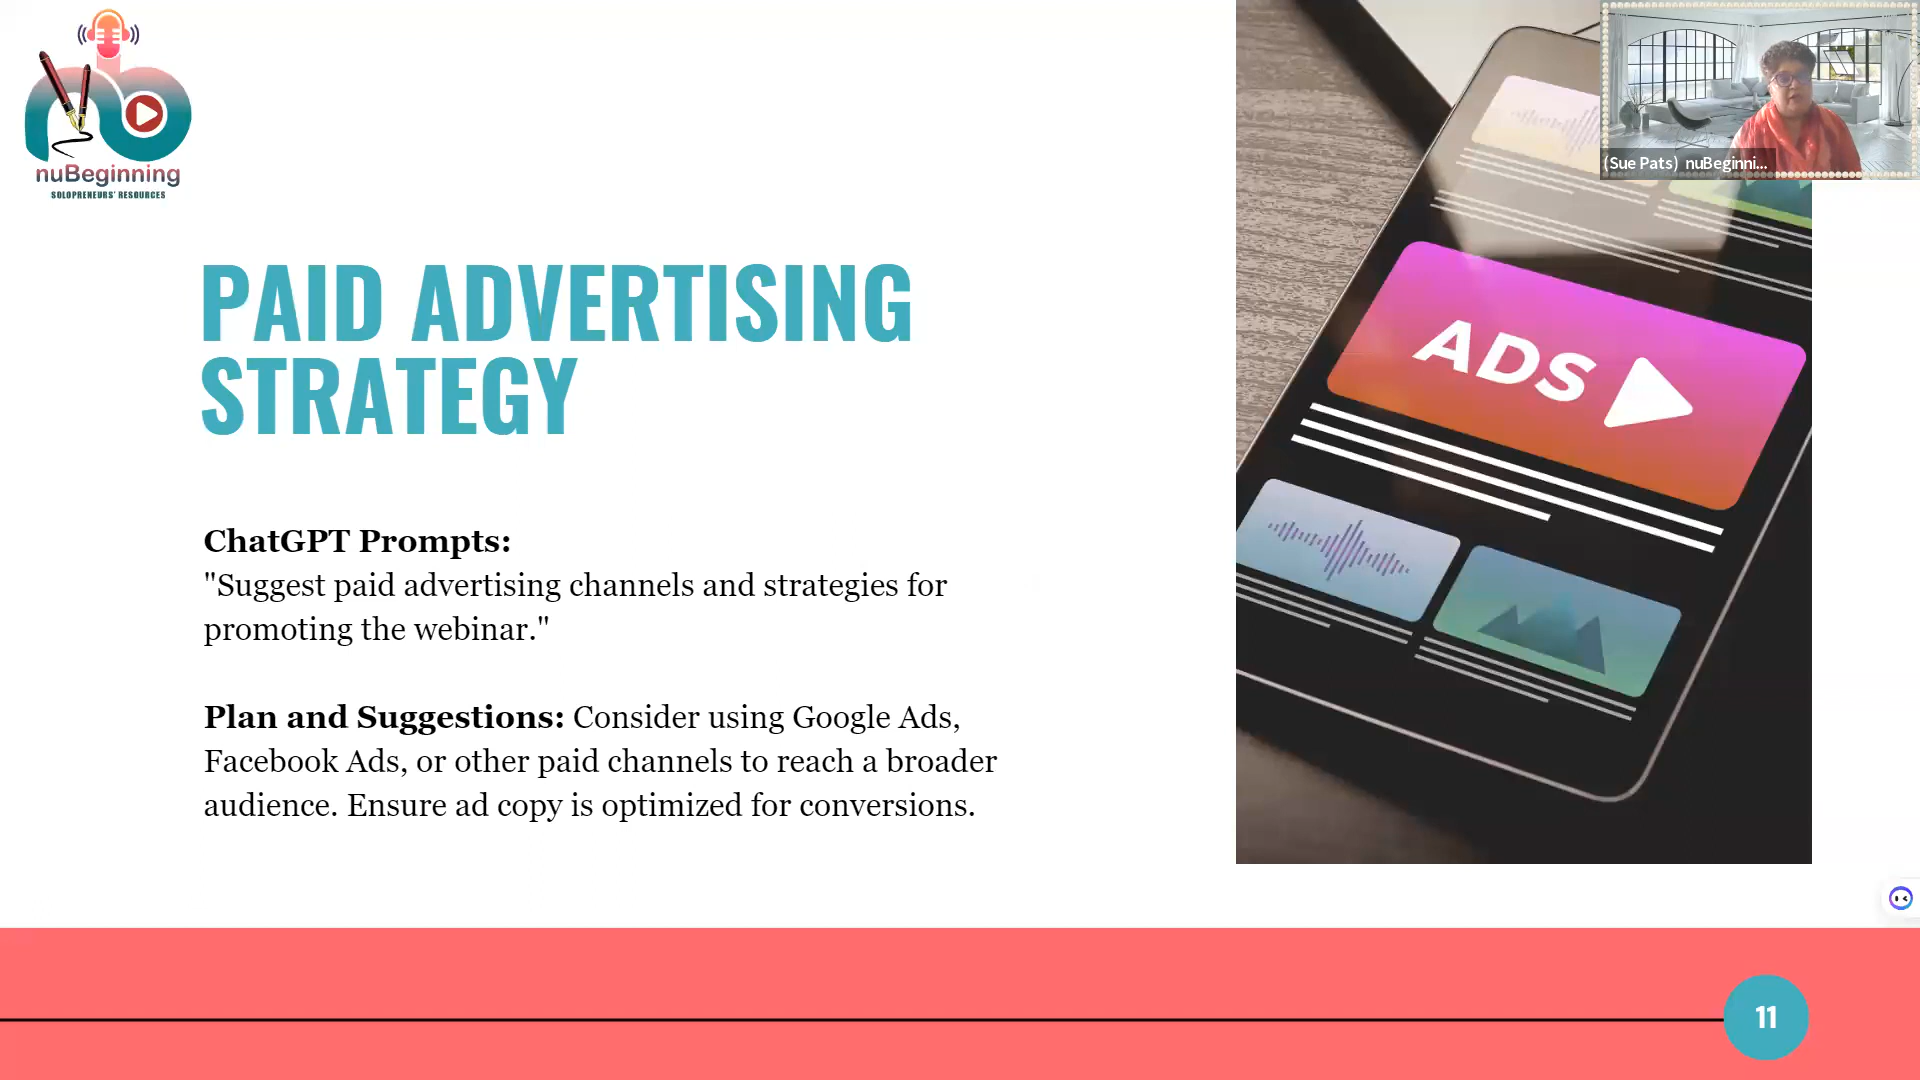 nuBeginning
SOLOPRENEURS' RESOURCES
(Sue Pats) nuBeginni...
PAID ADVERTISING
STRATEGY
ADS
ChatGPT Prompts:
"Suggest paid advertising channels and strategies for
promoting the webinar."
Plan and Suggestions: Consider using Google Ads,
Facebook Ads, or other paid channels to reach a broader
audience. Ensure ad copy is optimized for conversions.
11